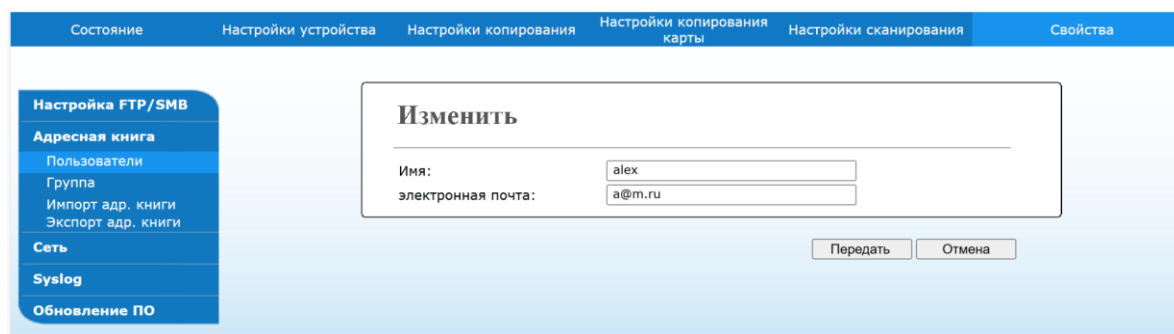 Состояние
Настройки устройства
Настройки копирования
Настройки копирования
карты
Настройки сканирования
Свойства
Настройка FTP/SMB
Адресная книга
Пользователи
Группа
Импорт адр. книги
Экспорт адр. книги
Сеть
Syslog
Обновление ПО
Изменить
Имя: alex
электронная почта: a@m.ru
Передать Отмена